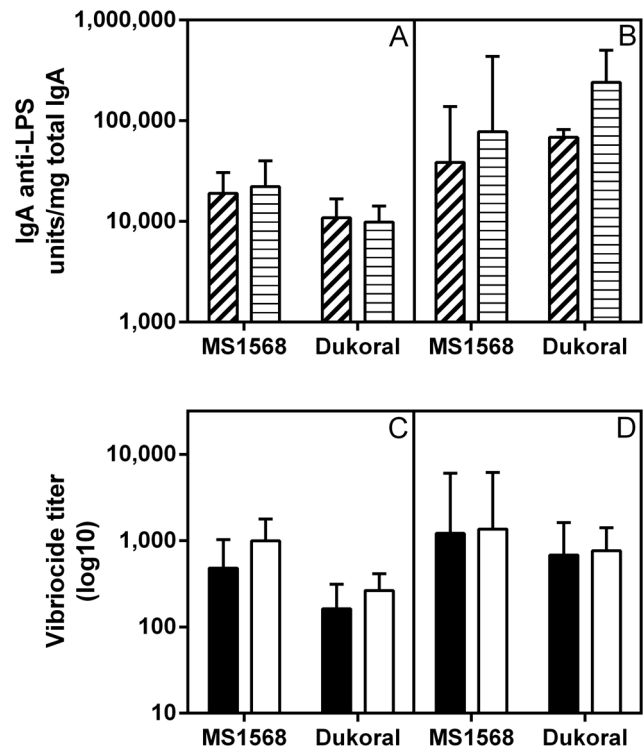 1,000,000
100,000
10,000
1,000
IgA anti-LPS
units/mg total IgA
A
B
MS1568 Dukoral MS1568 Dukoral
10,000
1,000
100
10
Vibriocide titer
(log10)
C
D
MS1568 Dukoral MS1568 Dukoral